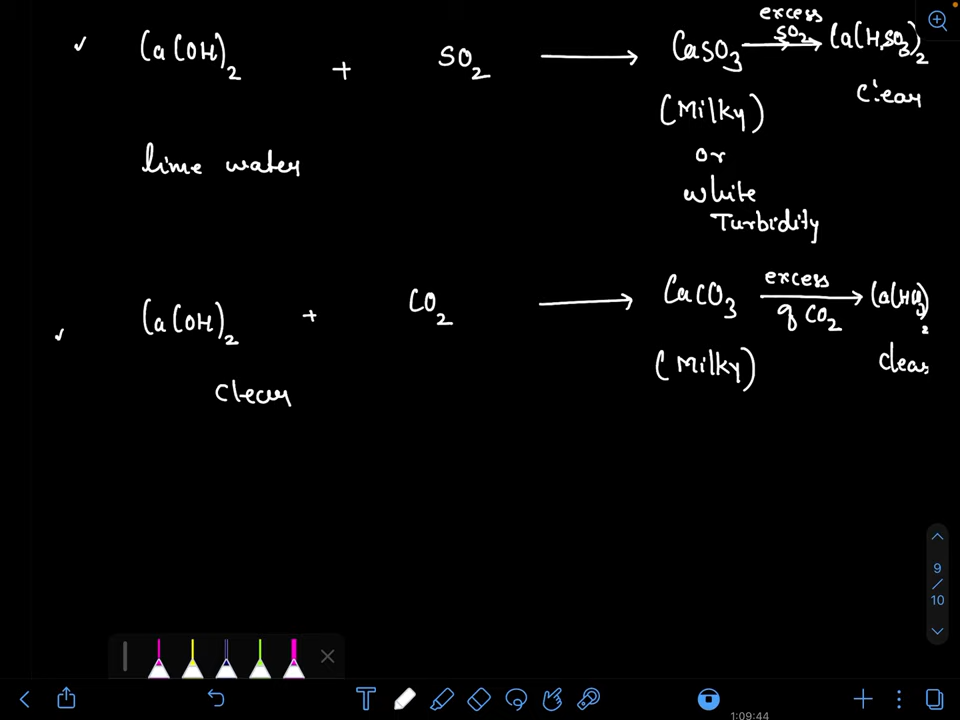 Ca(OH)2 + SO2 → CaSO3 excess SO2 → Ca(HSO3)2
(Milky) clear
or
lime water
white
Turbidity
Ca(OH)2 + CO2 → CaCO3 excess of CO2 → Ca(HCO3)2
(Milky) clear
clear
9
/
10
T
1:09:44